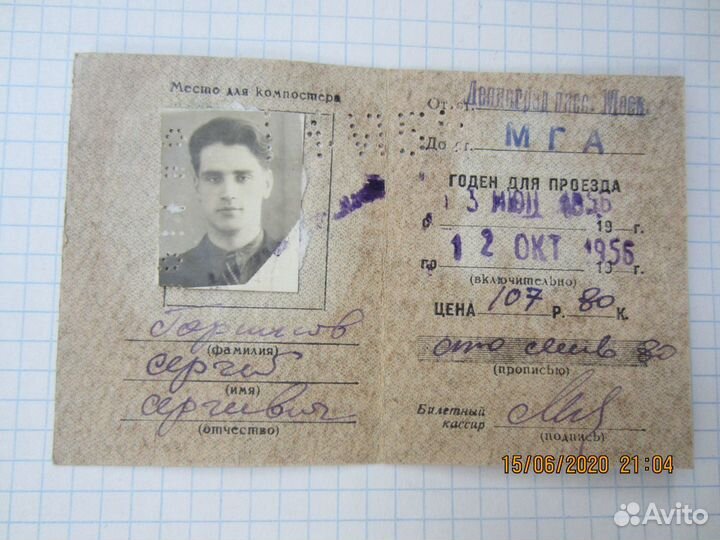 Место для компостера
(фамилия)
Сергей
(имя)
Сергеевич
(отчество)
От ст. Ленинград пасс. Моск.
До ст. МГА
ГОДЕН ДЛЯ ПРОЕЗДА
с 13 ИЮЛ 1956 19 г.
по 12 ОКТ 1956 19 г.
(включительно)
ЦЕНА 107 Р. 80 К.
сто семь 80
(прописью)
Билетный
кассир
(подпись)
15/06/2020 21:04
Avito